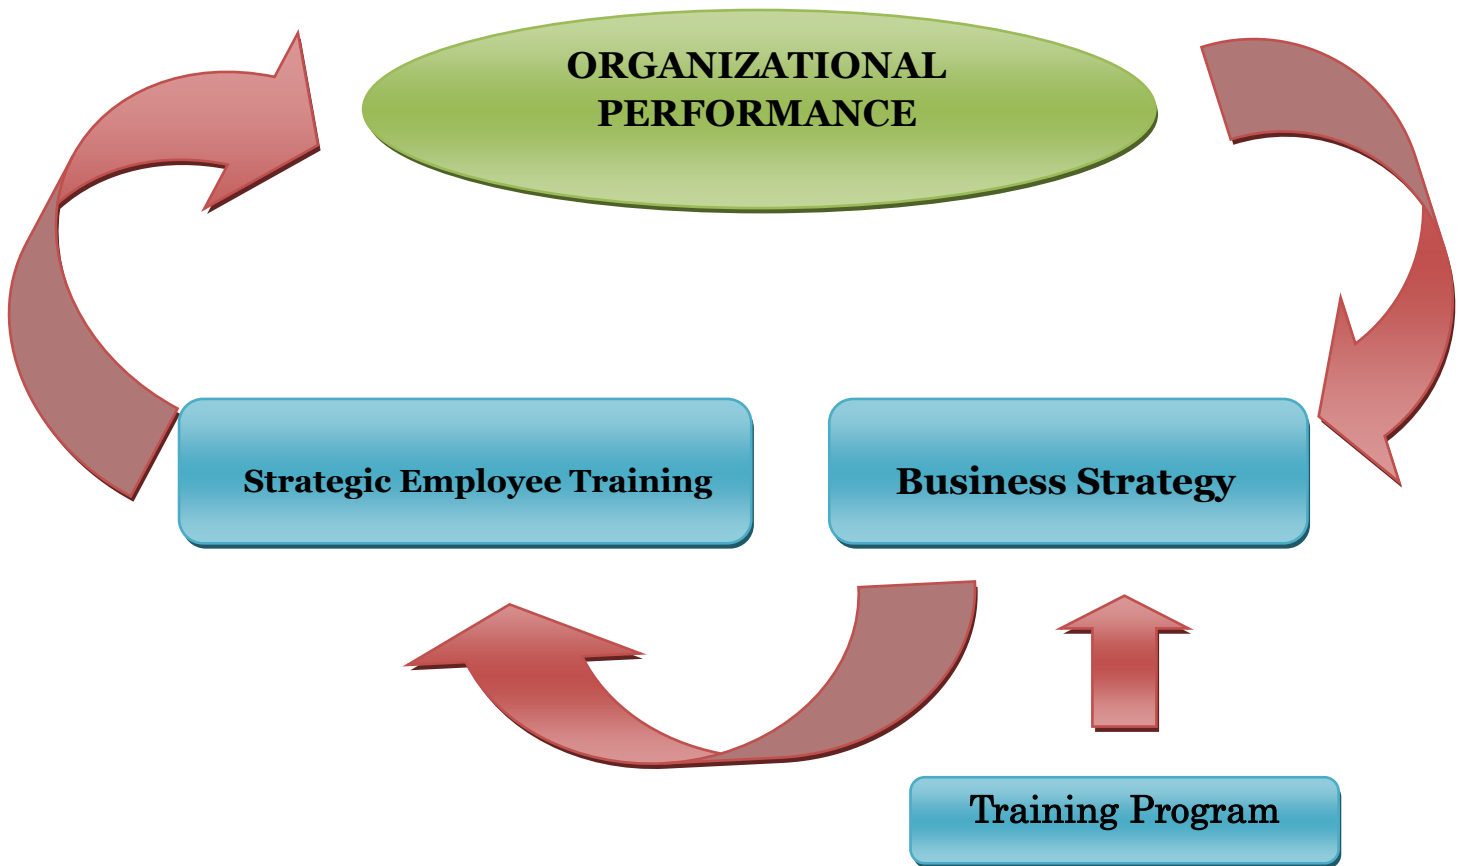 ORGANIZATIONAL
PERFORMANCE
Strategic Employee Training
Business Strategy
Training Program